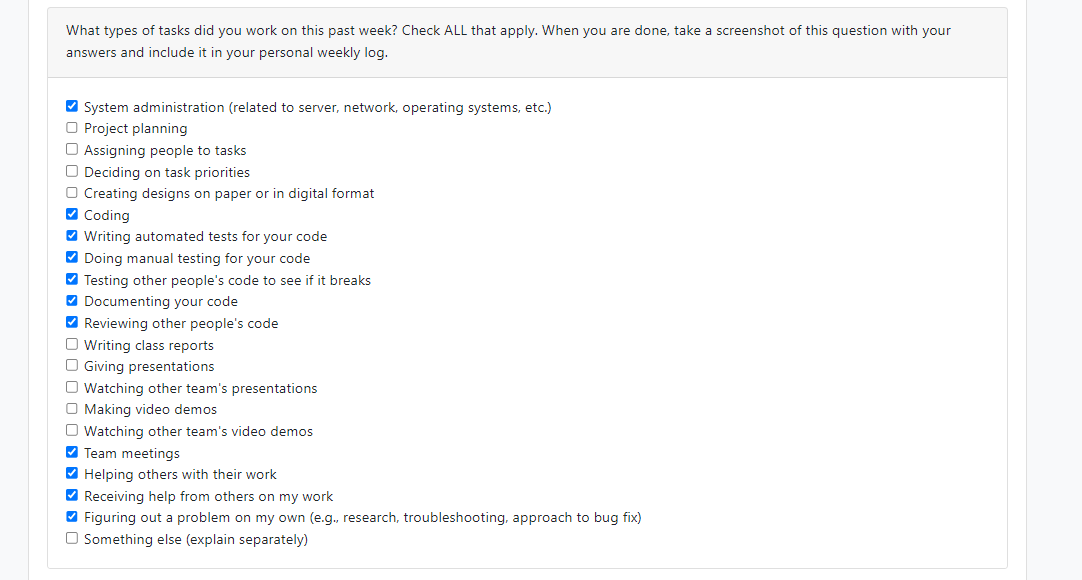 What types of tasks did you work on this past week? Check ALL that apply. When you are done, take a screenshot of this question with your
answers and include it in your personal weekly log.
System administration (related to server, network, operating systems, etc.)
Project planning
Assigning people to tasks
Deciding on task priorities
Creating designs on paper or in digital format
Coding
Writing automated tests for your code
Doing manual testing for your code
Testing other people's code to see if it breaks
Documenting your code
Reviewing other people's code
Writing class reports
Giving presentations
Watching other team's presentations
Making video demos
Watching other team's video demos
Team meetings
Helping others with their work
Receiving help from others on my work
Figuring out a problem on my own (e.g., research, troubleshooting, approach to bug fix)
Something else (explain separately)